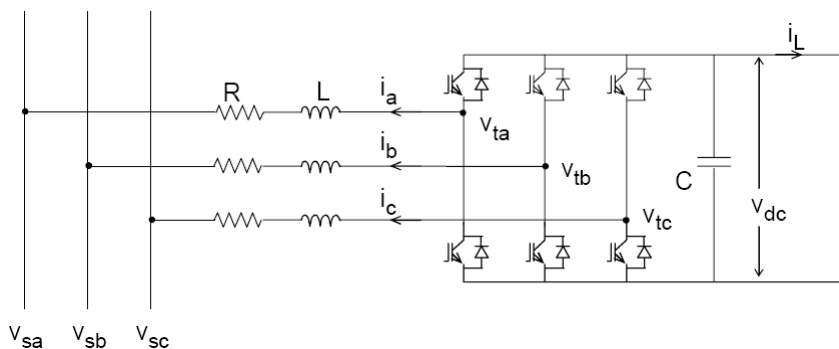 i_L
R
L
i_a
v_ta
i_b
v_tb
i_c
v_tc
C
v_dc
v_sa v_sb v_sc